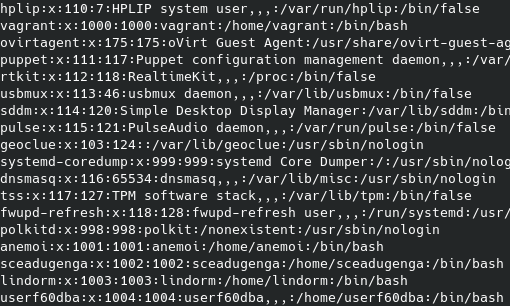 hplip:x:110:7:HPLIP system user,,,:/var/run/hplip:/bin/false
vagrant:x:1000:1000:vagrant:/home/vagrant:/bin/bash
ovirtagent:x:175:175:oVirt Guest Agent:/usr/share/ovirt-guest-ag
puppet:x:111:117:Puppet configuration management daemon,,,:/var/
rtkit:x:112:118:RealtimeKit,,,:/proc:/bin/false
usbmux:x:113:46:usbmux daemon,,,:/var/lib/usbmux:/bin/false
sddm:x:114:120:Simple Desktop Display Manager:/var/lib/sddm:/bin
pulse:x:115:121:PulseAudio daemon,,,:/var/run/pulse:/bin/false
geoclue:x:103:124::/var/lib/geoclue:/usr/sbin/nologin
systemd-coredump:x:999:999:systemd Core Dumper:/:/usr/sbin/nolog
dnsmasq:x:116:65534:dnsmasq,,,:/var/lib/misc:/usr/sbin/nologin
tss:x:117:127:TPM software stack,,,:/var/lib/tpm:/bin/false
fwupd-refresh:x:118:128:fwupd-refresh user,,,:/run/systemd:/usr/
polkitd:x:998:998:polkit:/nonexistent:/usr/sbin/nologin
anemoi:x:1001:1001:anemoi:/home/anemoi:/bin/bash
sceadugenga:x:1002:1002:sceadugenga:/home/sceadugenga:/bin/bash
lindorm:x:1003:1003:lindorm:/home/lindorm:/bin/bash
userf60dba:x:1004:1004:userf60dba,,,:/home/userf60dba:/bin/bash